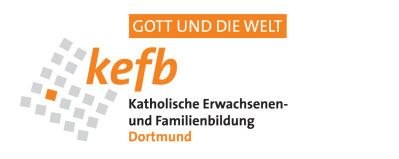 GOTT UND DIE WELT
kefb
Katholische Erwachsenen-
und Familienbildung
Dortmund